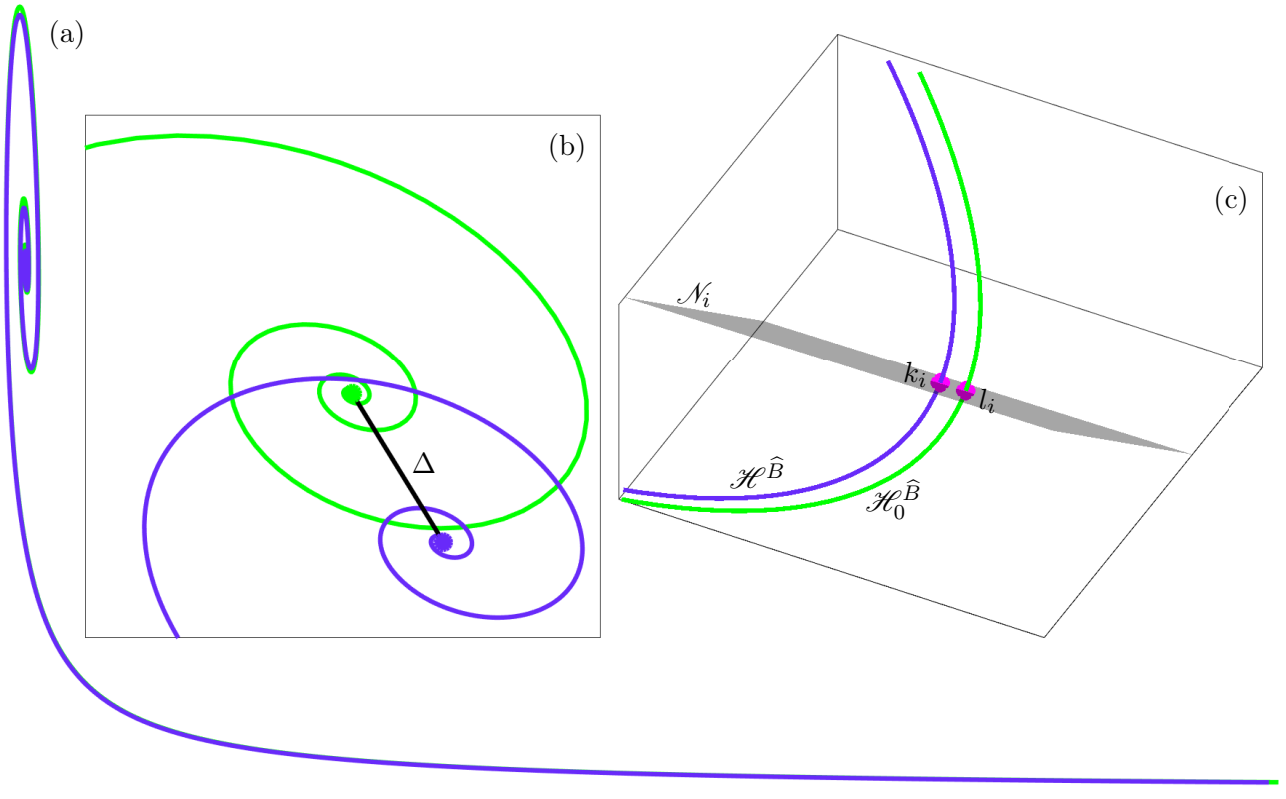 (a)
(b)
Δ
(c)
𝒩ᵢ
kᵢ
lᵢ
ℋ^B̂
ℋ₀^B̂